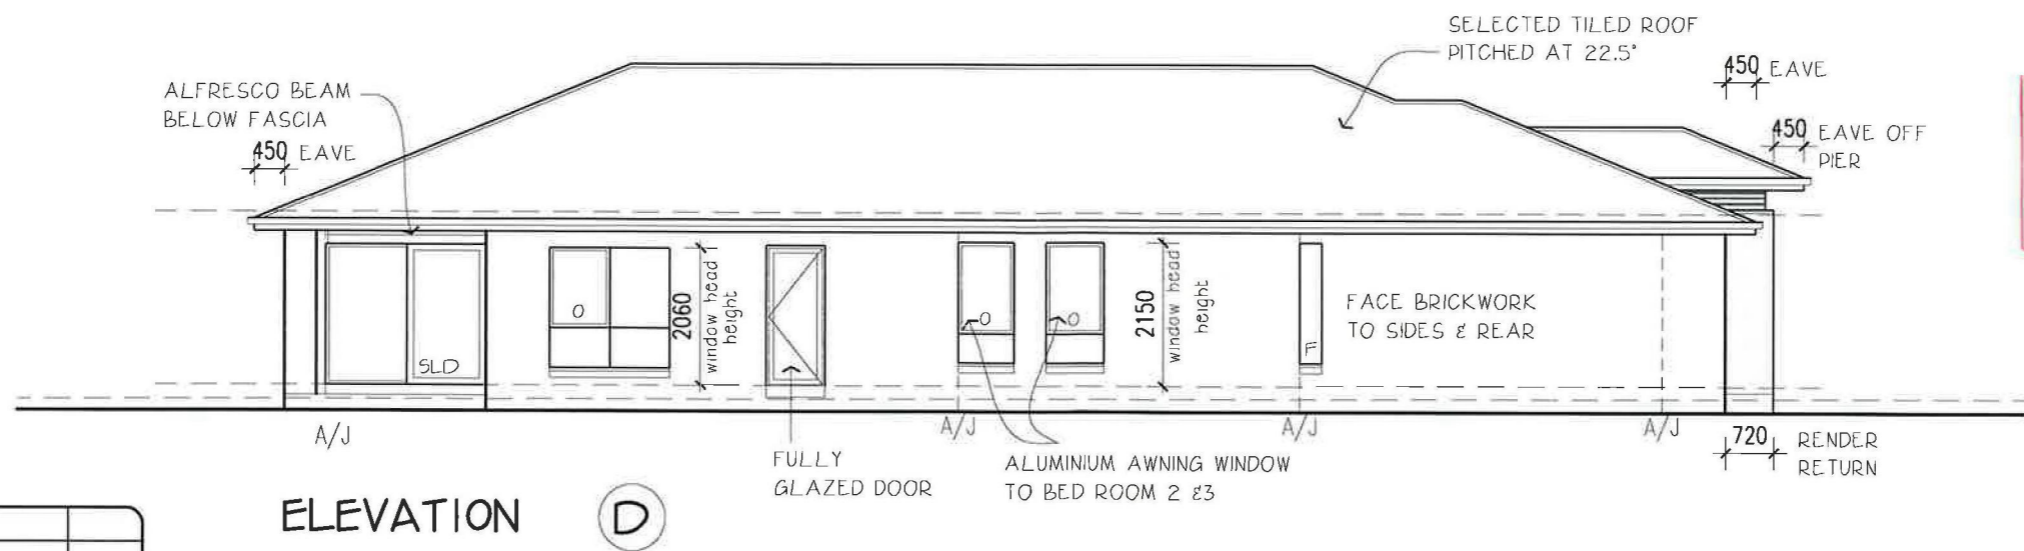 SELECTED TILED ROOF
PITCHED AT 22.5°
450 EAVE
450 EAVE OFF
PIER
ALFRESCO BEAM
BELOW FASCIA
450 EAVE
SLD
O
2060
window head
height
O
O
2150
window head
height
F
FACE BRICKWORK
TO SIDES & REAR
A/J
A/J
A/J
A/J
720 RENDER
RETURN
FULLY
GLAZED DOOR
ALUMINIUM AWNING WINDOW
TO BED ROOM 2 &3
ELEVATION D